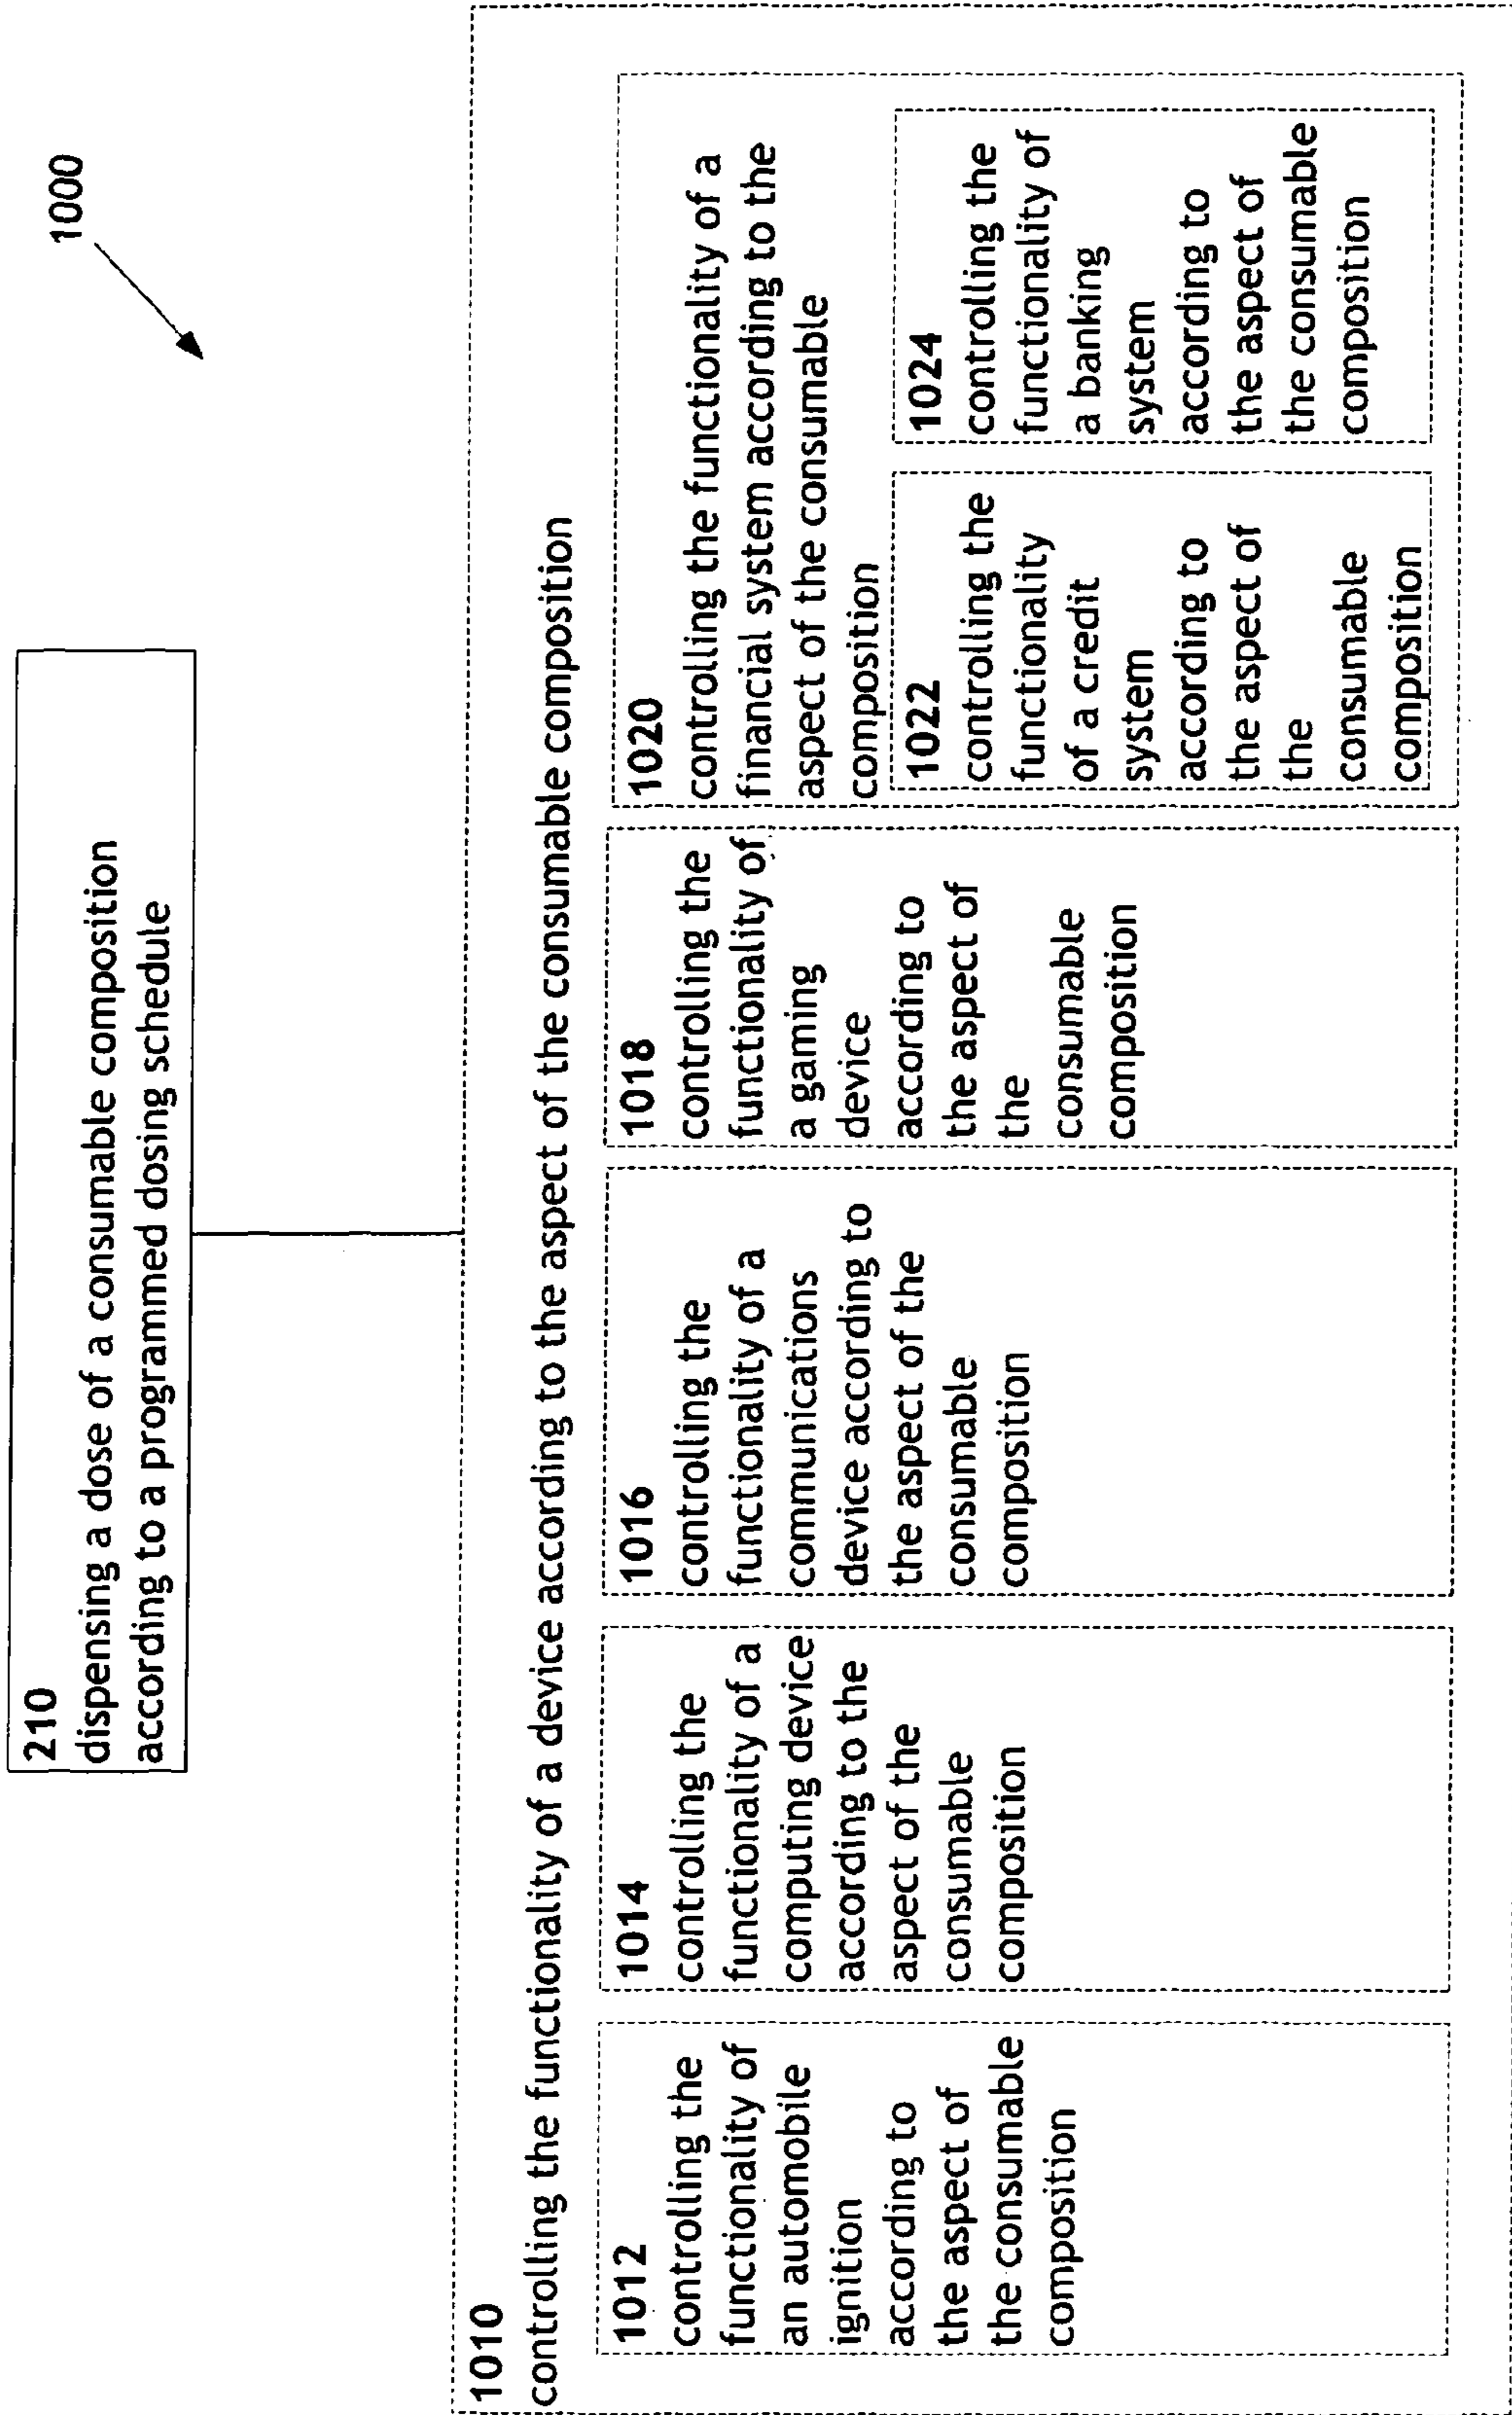 1000
210
dispensing a dose of a consumable composition
according to a programmed dosing schedule
1010
controlling the functionality of a device according to the aspect of the consumable composition
1012
controlling the
functionality of
an automobile
ignition
according to
the aspect of
the consumable
composition
1014
controlling the
functionality of a
computing device
according to the
aspect of the
consumable
composition
1016
controlling the
functionality of a
communications
device according to
the aspect of the
consumable
composition
1018
controlling the
functionality of
a gaming
device
according to
the aspect of
the
consumable
composition
1020
controlling the functionality of a
financial system according to the
aspect of the consumable
composition
1022
controlling the
functionality
of a credit
system
according to
the aspect of
the
consumable
composition
1024
controlling the
functionality of
a banking
system
according to
the aspect of
the consumable
composition